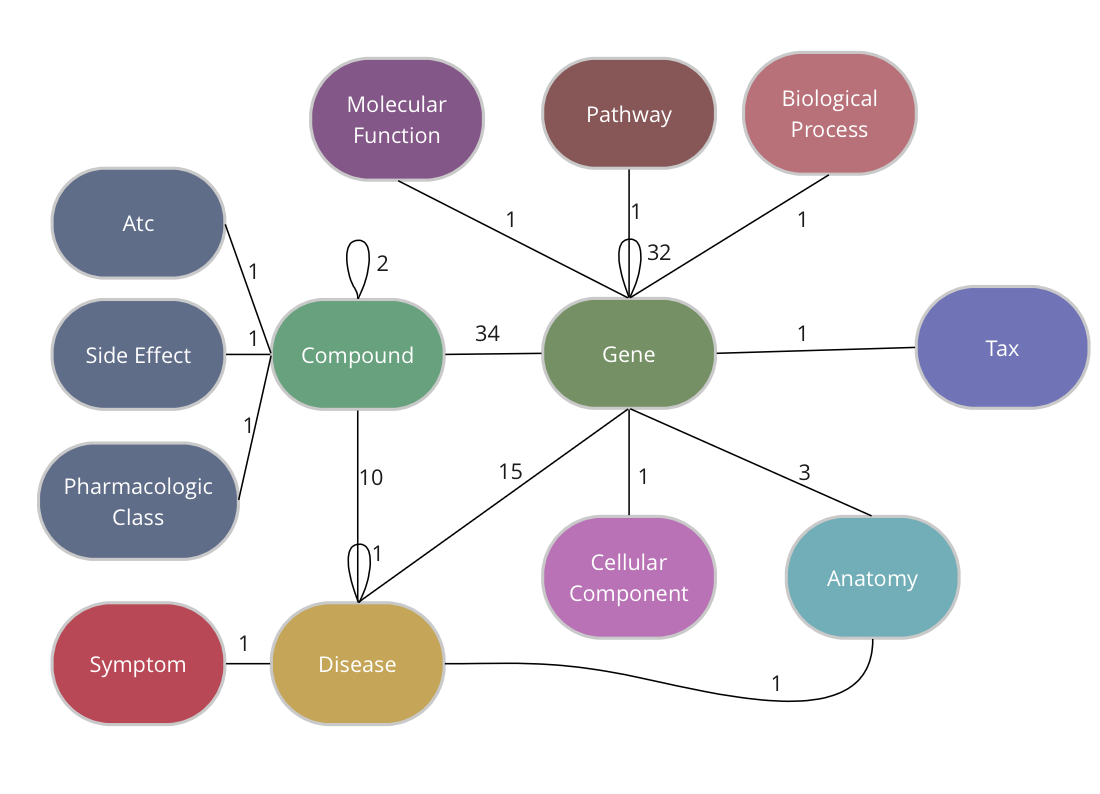 Molecular
Function
Pathway
Biological
Process
Atc
1
1
1
1
2
32
Side Effect
1
Compound
34
Gene
1
Tax
1
Pharmacologic
Class
10
15
1
3
1
Cellular
Component
Anatomy
Symptom
1
Disease
1